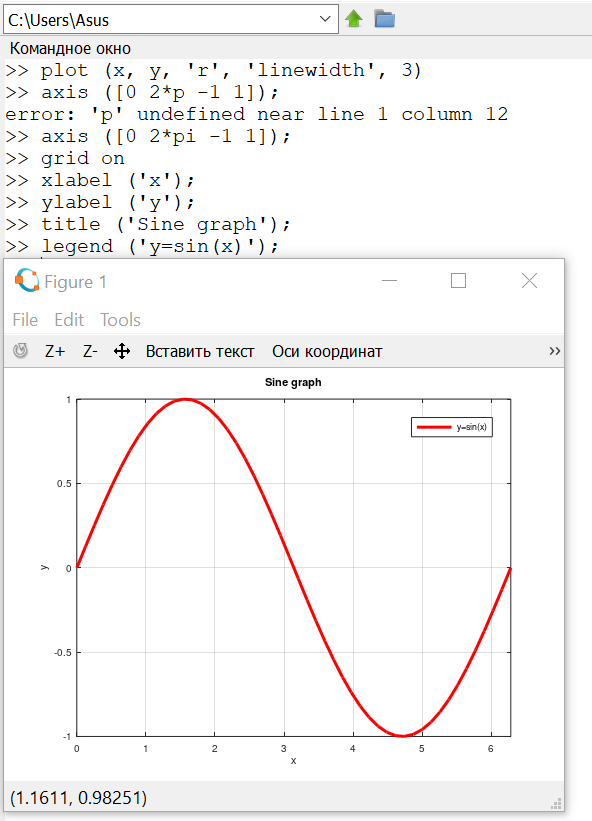 C:\Users\Asus
Командное окно
>> plot (x, y, 'r', 'linewidth', 3)
>> axis ([0 2*p -1 1]);
error: 'p' undefined near line 1 column 12
>> axis ([0 2*pi -1 1]);
>> grid on
>> xlabel ('x');
>> ylabel ('y');
>> title ('Sine graph');
>> legend ('y=sin(x)');
Figure 1
File Edit Tools
Z+ Z- Вставить текст Оси координат »
Sine graph
y=sin(x)
1
0.5
0
-0.5
-1
y
0 1 2 3 4 5 6
x
(1.1611, 0.98251)